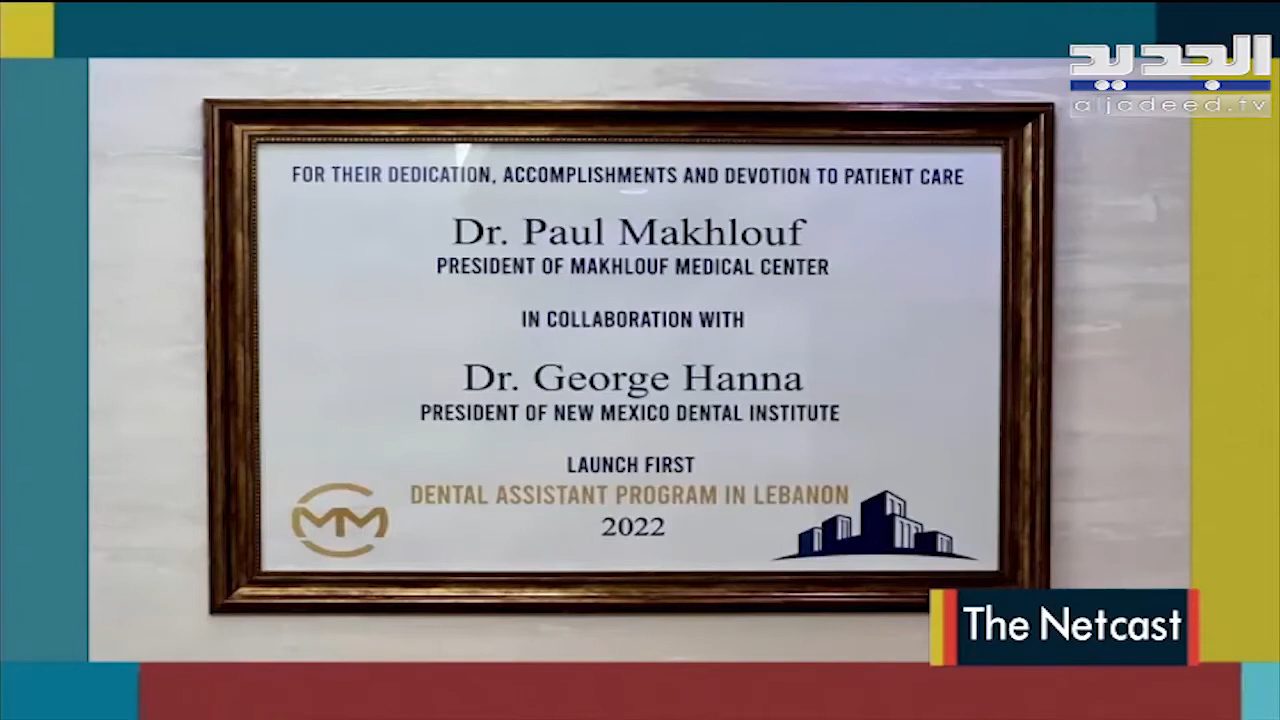 الجديد
aljadeed.tv
FOR THEIR DEDICATION, ACCOMPLISHMENTS AND DEVOTION TO PATIENT CARE
Dr. Paul Makhlouf
PRESIDENT OF MAKHLOUF MEDICAL CENTER
IN COLLABORATION WITH
Dr. George Hanna
PRESIDENT OF NEW MEXICO DENTAL INSTITUTE
LAUNCH FIRST
DENTAL ASSISTANT PROGRAM IN LEBANON
2022
MM
The Netcast